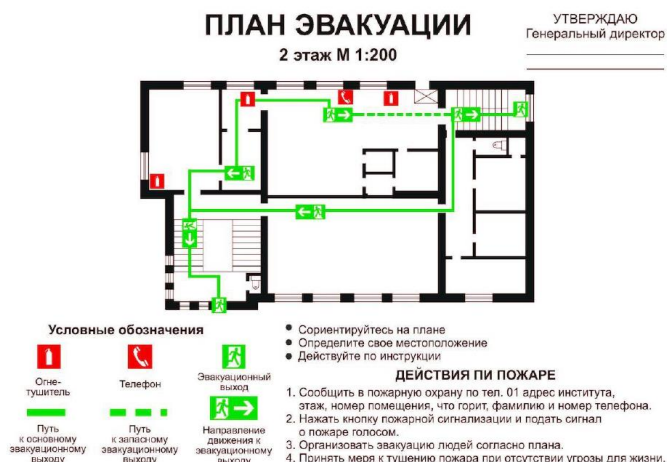 ПЛАН ЭВАКУАЦИИ
2 этаж М 1:200
УТВЕРЖДАЮ
Генеральный директор
Условные обозначения
Огне-
тушитель
Телефон
Эвакуационный
выход
Путь
к основному
эвакуационному
выходу
Путь
к запасному
эвакуационному
выходу
Направление
движения к
эвакуационному
выходу
Сориентируйтесь на плане
Определите свое местоположение
Действуйте по инструкции
ДЕЙСТВИЯ ПИ ПОЖАРЕ
1. Сообщить в пожарную охрану по тел. 01 адрес института,
этаж, номер помещения, что горит, фамилию и номер телефона.
2. Нажать кнопку пожарной сигнализации и подать сигнал
о пожаре голосом.
3. Организовать эвакуацию людей согласно плана.
4. Принять меря к тушению пожара при отсутствии угрозы для жизни.